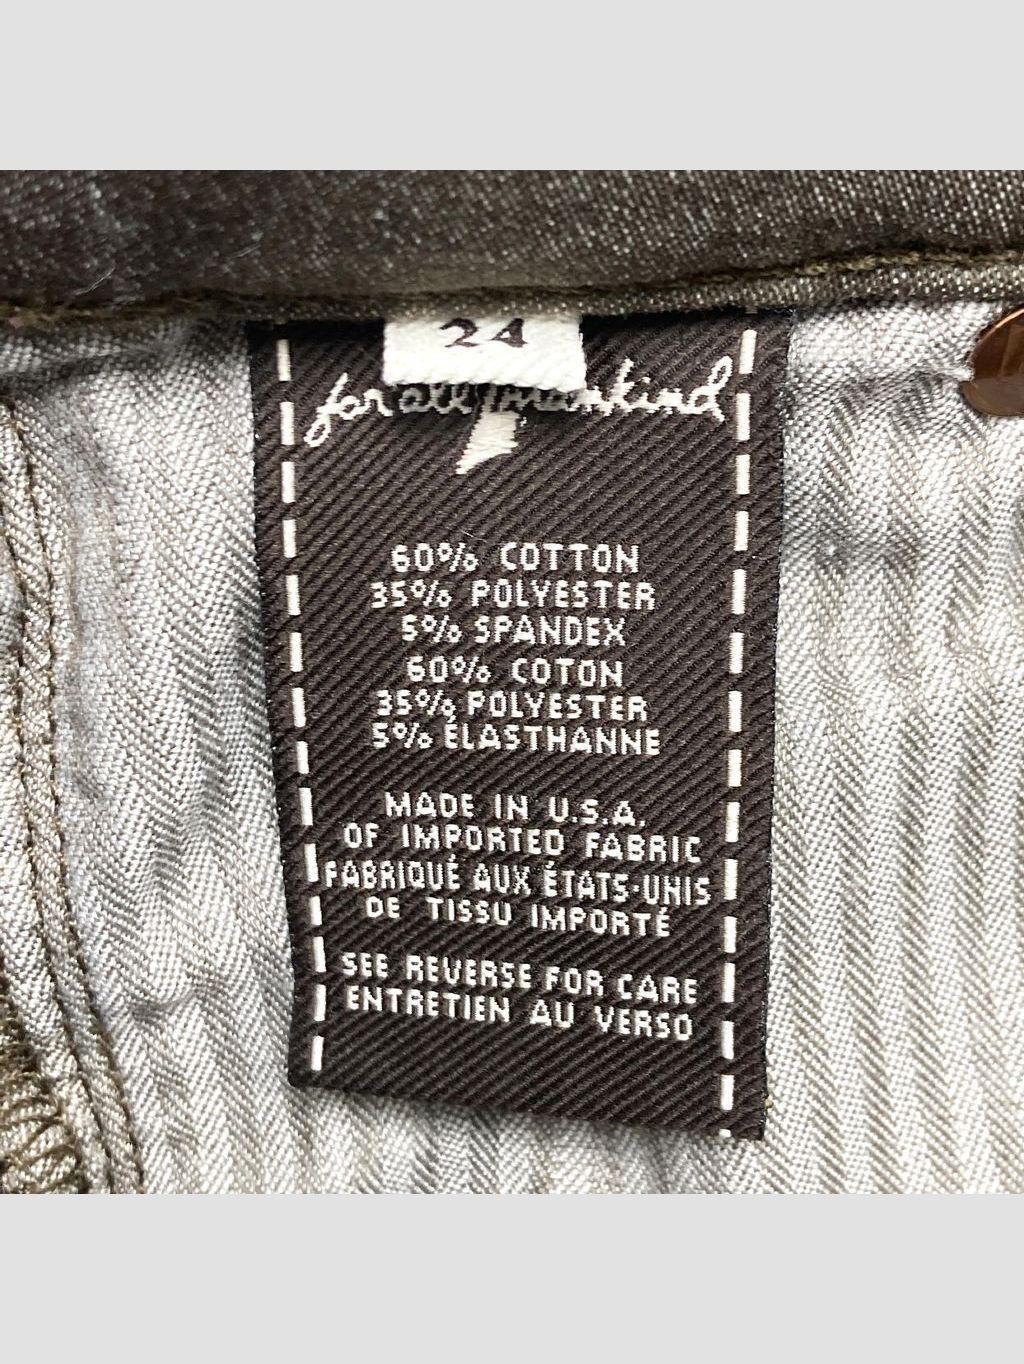 24
for all mankind
60% COTTON
35% POLYESTER
5% SPANDEX
60% COTON
35% POLYESTER
5% ÉLASTHANNE
MADE IN U.S.A.
OF IMPORTED FABRIC
FABRIQUÉ AUX ÉTATS-UNIS
DE TISSU IMPORTÉ
SEE REVERSE FOR CARE
ENTRETIEN AU VERSO